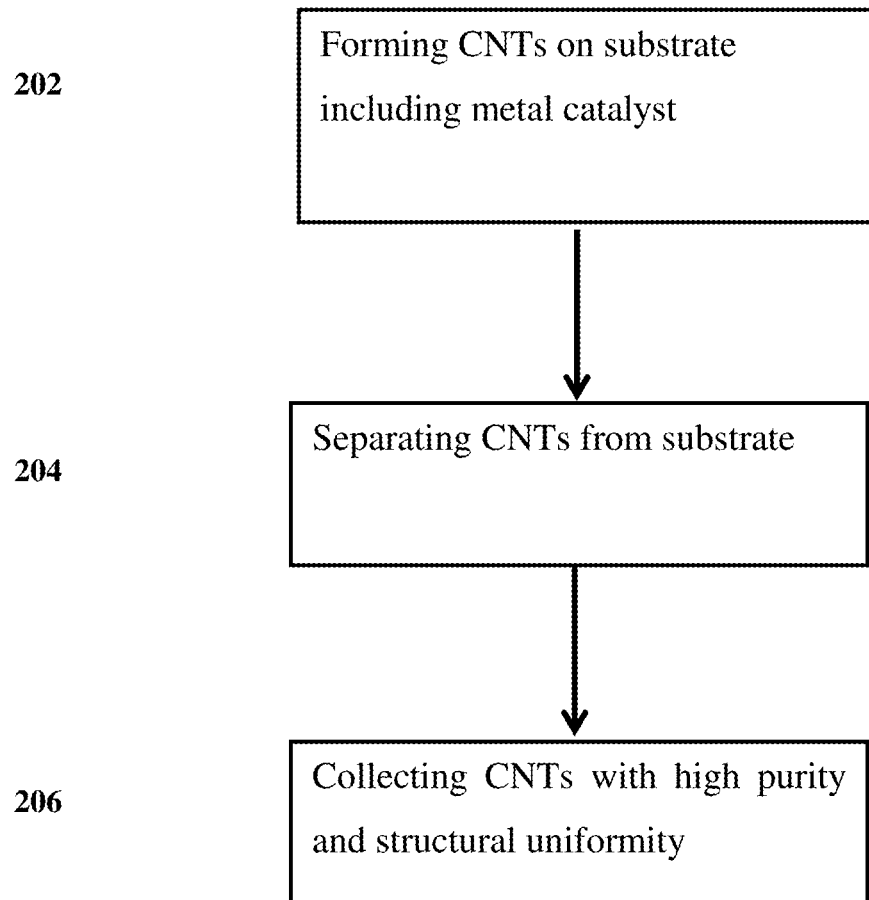 202
Forming CNTs on substrate
including metal catalyst
204
Separating CNTs from substrate
206
Collecting CNTs with high purity
and structural uniformity